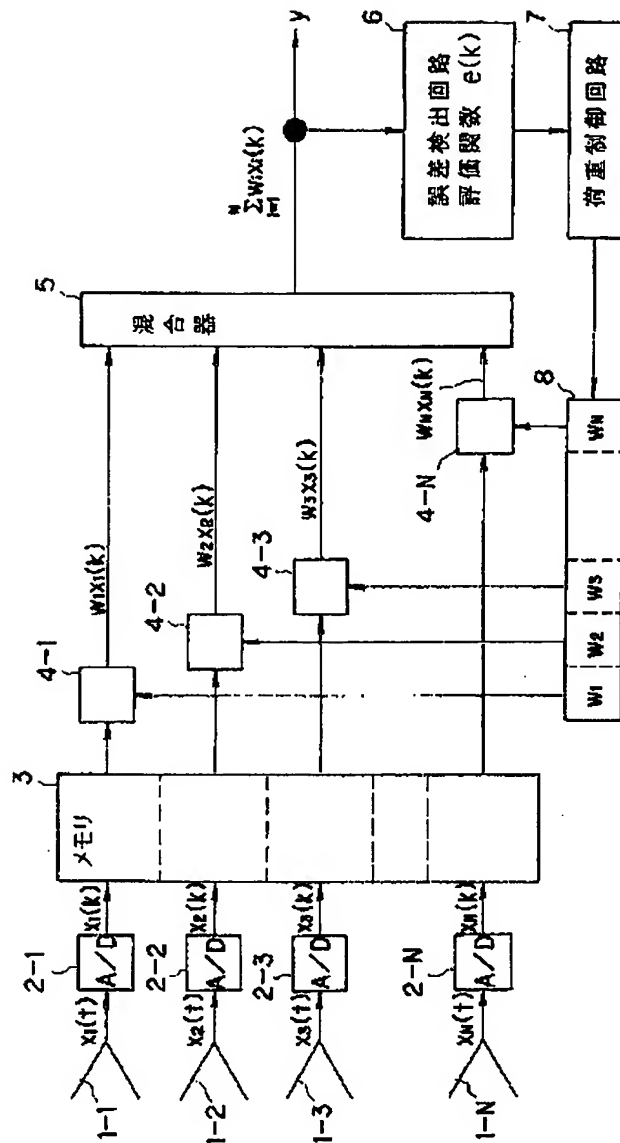 1-1
X1(t)
2-1
A/D
X1(k)
1-2
X2(t)
2-2
A/D
X2(k)
1-3
X3(t)
2-3
A/D
X3(k)
1-N
XN(t)
2-N
A/D
XN(k)
3
メモリ
4-1
W1X1(k)
4-2
W2X2(k)
4-3
W3X3(k)
4-N
WNXN(k)
5
混合器
N
ΣWiXi(k)
i=1
y
6
誤差検出回路
評価関数 e(k)
7
荷重制御回路
8
W1
W2
W3
WN